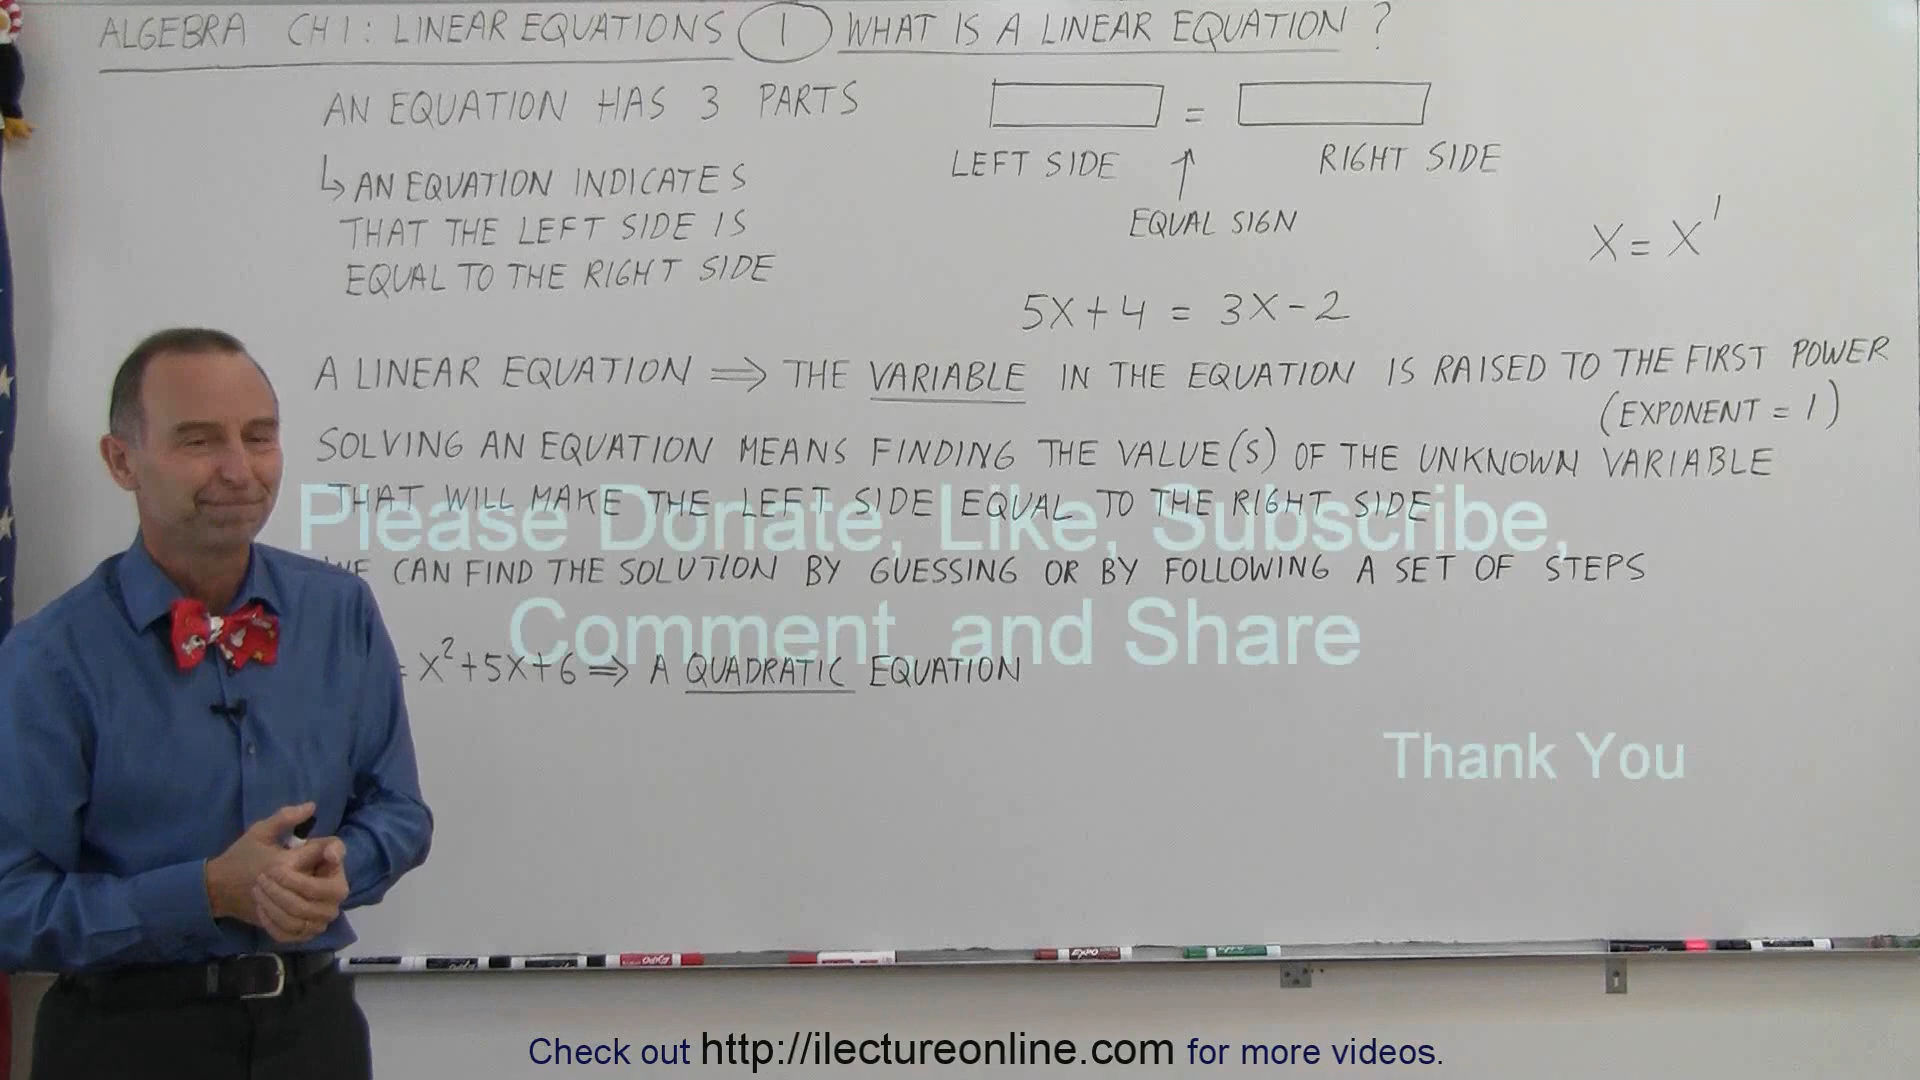 ALGEBRA CH 1: LINEAR EQUATIONS 1 WHAT IS A LINEAR EQUATION ?
AN EQUATION HAS 3 PARTS
=
LEFT SIDE
RIGHT SIDE
EQUAL SIGN
↳ AN EQUATION INDICATES
THAT THE LEFT SIDE IS
EQUAL TO THE RIGHT SIDE
X = X¹
5X + 4 = 3X - 2
A LINEAR EQUATION ⇒ THE VARIABLE IN THE EQUATION IS RAISED TO THE FIRST POWER
(EXPONENT = 1)
SOLVING AN EQUATION MEANS FINDING THE VALUE(S) OF THE UNKNOWN VARIABLE
THAT WILL MAKE THE LEFT SIDE EQUAL TO THE RIGHT SIDE
Please Donate, Like, Subscribe,
WE CAN FIND THE SOLUTION BY GUESSING OR BY FOLLOWING A SET OF STEPS
Comment, and Share
= X² + 5X + 6 ⇒ A QUADRATIC EQUATION
Thank You
EXPO
Check out http://ilectureonline.com for more videos.